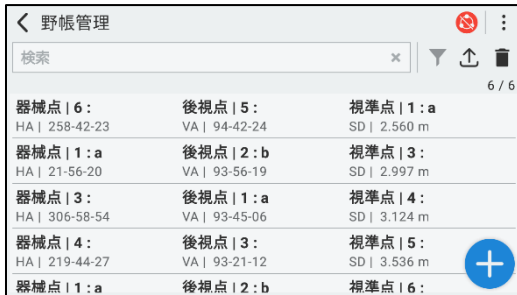 野帳管理
検索
6 / 6
器械点 | 6 : 後視点 | 5 : 視準点 | 1 : a
HA | 258-42-23 VA | 94-42-24 SD | 2.560 m
器械点 | 1 : a 後視点 | 2 : b 視準点 | 3 :
HA | 21-56-20 VA | 93-56-19 SD | 2.997 m
器械点 | 3 : 後視点 | 1 : a 視準点 | 4 :
HA | 306-58-54 VA | 93-45-06 SD | 3.124 m
器械点 | 4 : 後視点 | 3 : 視準点 | 5 :
HA | 219-44-27 VA | 93-21-12 SD | 3.536 m
器械点 | 1 : a 後視点 | 2 : b 視準点 | 6 :